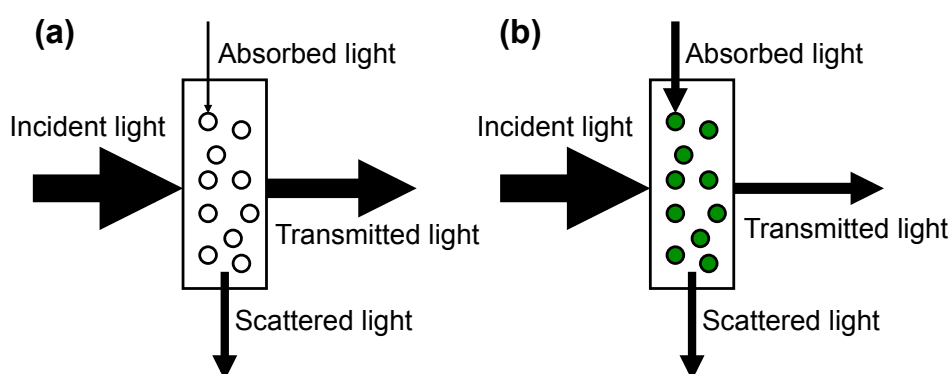 (a)
Absorbed light
Incident light
Transmitted light
Scattered light
(b)
Absorbed light
Incident light
Transmitted light
Scattered light